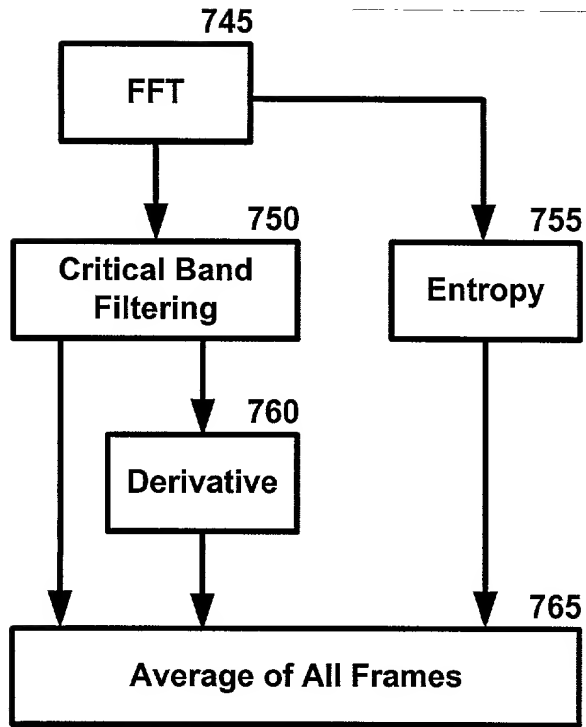 745
FFT
750
Critical Band
Filtering
755
Entropy
760
Derivative
765
Average of All Frames